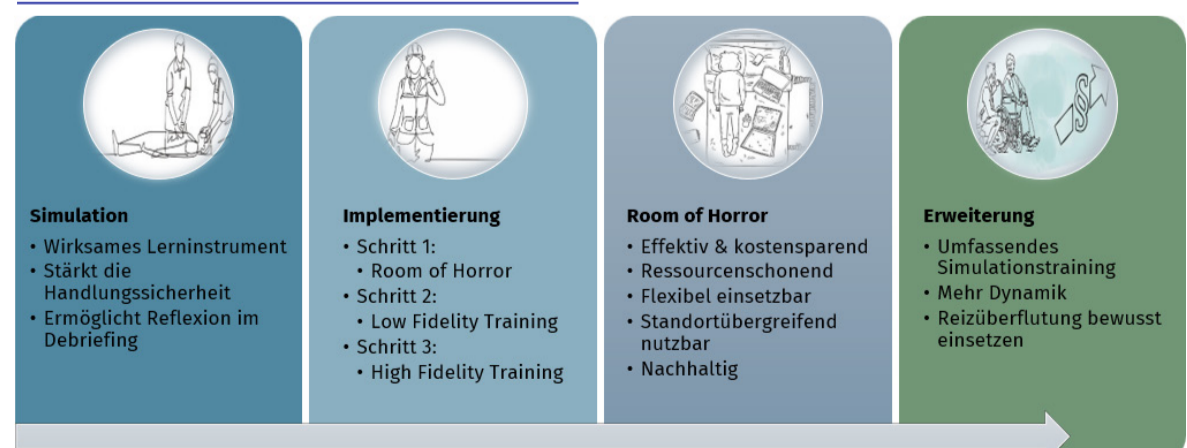 Simulation
• Wirksames Lerninstrument
• Stärkt die
Handlungssicherheit
• Ermöglicht Reflexion im
Debriefing
Implementierung
• Schritt 1:
• Room of Horror
• Schritt 2:
• Low Fidelity Training
• Schritt 3:
• High Fidelity Training
Room of Horror
• Effektiv & kostensparend
• Ressourcenschonend
• Flexibel einsetzbar
• Standortübergreifend
nutzbar
• Nachhaltig
§
Erweiterung
• Umfassendes
Simulationstraining
• Mehr Dynamik
• Reizüberflutung bewusst
einsetzen